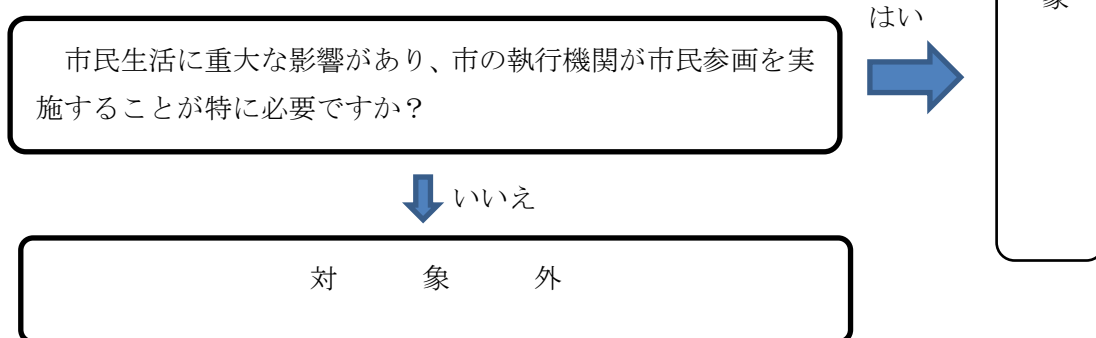 はい
象
市民生活に重大な影響があり、市の執行機関が市民参画を実
施することが特に必要ですか？
いいえ
対象外